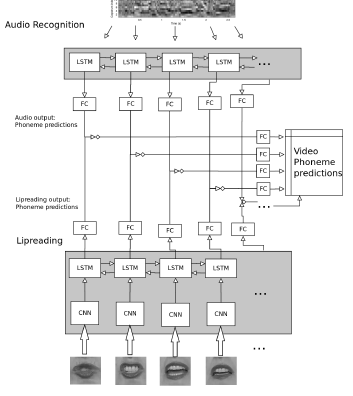 Time [s]
Audio Recognition
LSTM LSTM LSTM LSTM ...
FC FC FC FC FC
Audio output:
Phoneme predictions
FC
FC
FC
FC
Video
Phoneme
predictions
Lipreading output:
Phoneme predictions
...
FC FC FC FC FC
Lipreading
LSTM LSTM LSTM LSTM
...
CNN CNN CNN CNN
...